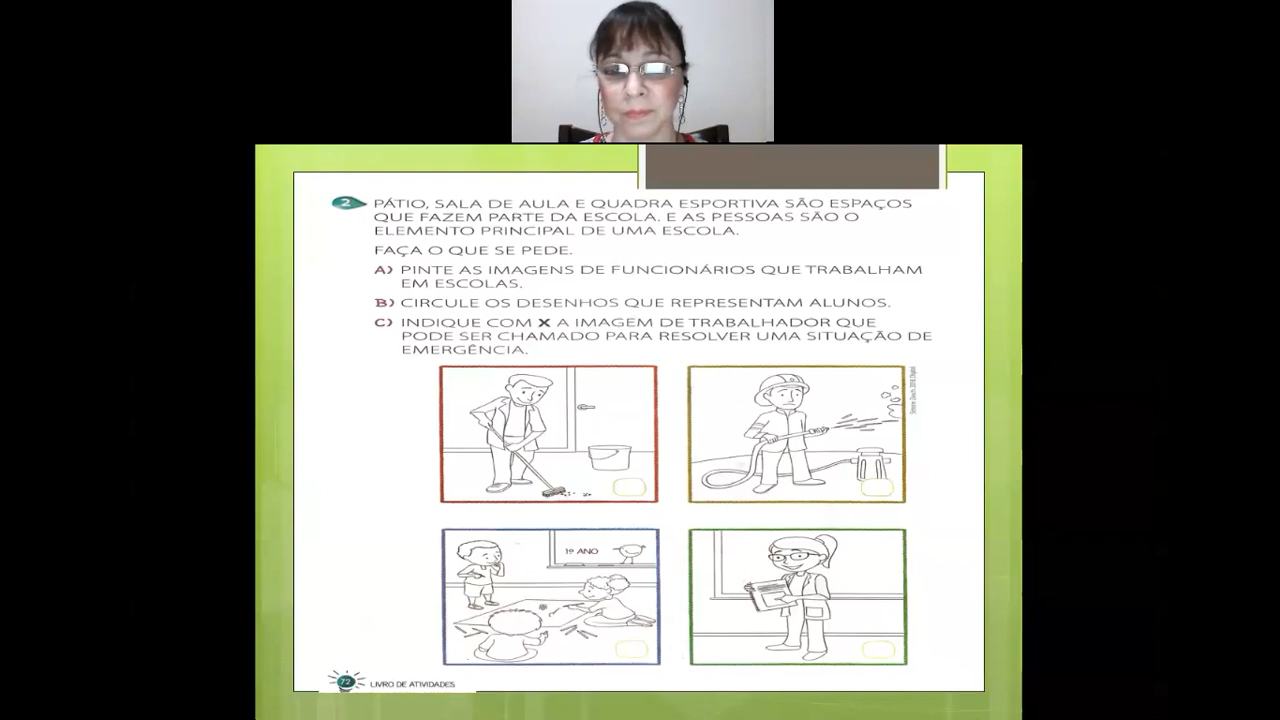 2 PÁTIO, SALA DE AULA E QUADRA ESPORTIVA SÃO ESPAÇOS
QUE FAZEM PARTE DA ESCOLA. E AS PESSOAS SÃO O
ELEMENTO PRINCIPAL DE UMA ESCOLA.
FAÇA O QUE SE PEDE.
A) PINTE AS IMAGENS DE FUNCIONÁRIOS QUE TRABALHAM
EM ESCOLAS.
B) CIRCULE OS DESENHOS QUE REPRESENTAM ALUNOS.
C) INDIQUE COM X A IMAGEM DE TRABALHADOR QUE
PODE SER CHAMADO PARA RESOLVER UMA SITUAÇÃO DE
EMERGÊNCIA.
1º ANO
72 LIVRO DE ATIVIDADES